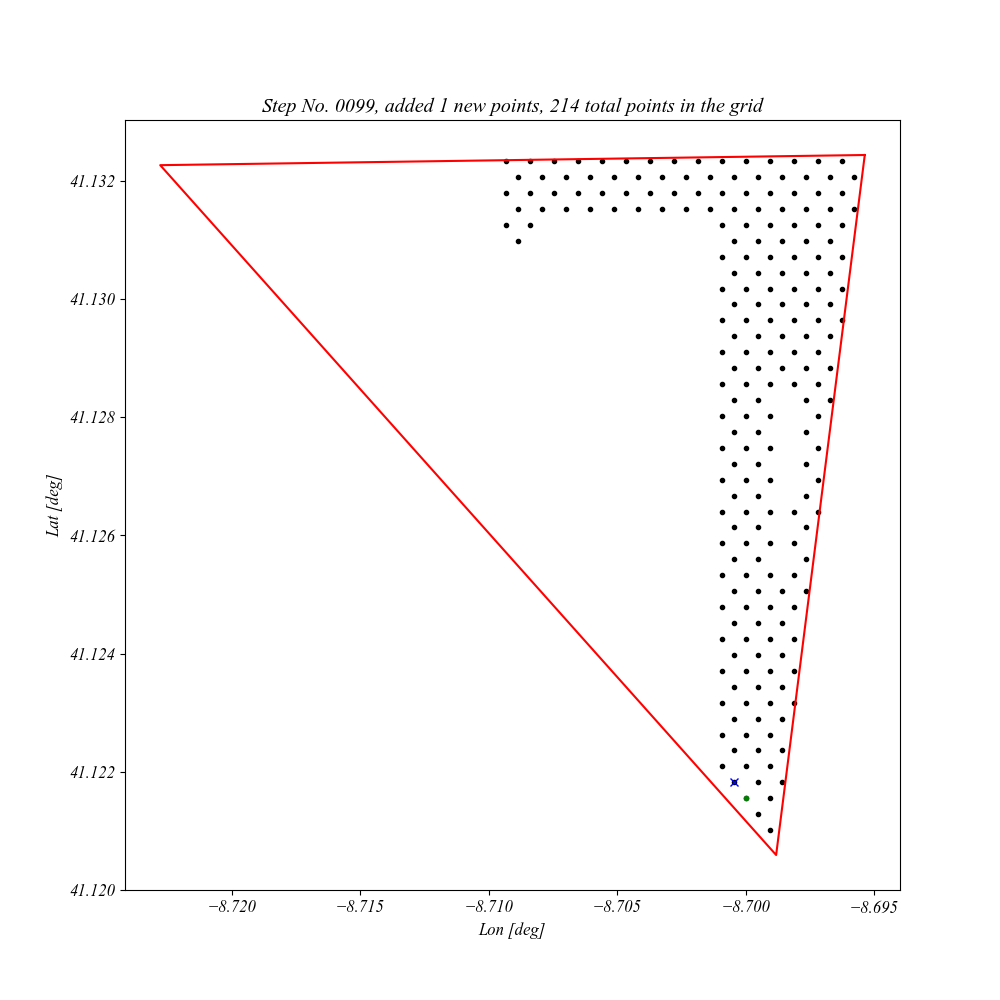 Step No. 0099, added 1 new points, 214 total points in the grid
41.132
41.130
41.128
41.126
41.124
41.122
41.120
Lat [deg]
−8.720 −8.715 −8.710 −8.705 −8.700 −8.695
Lon [deg]